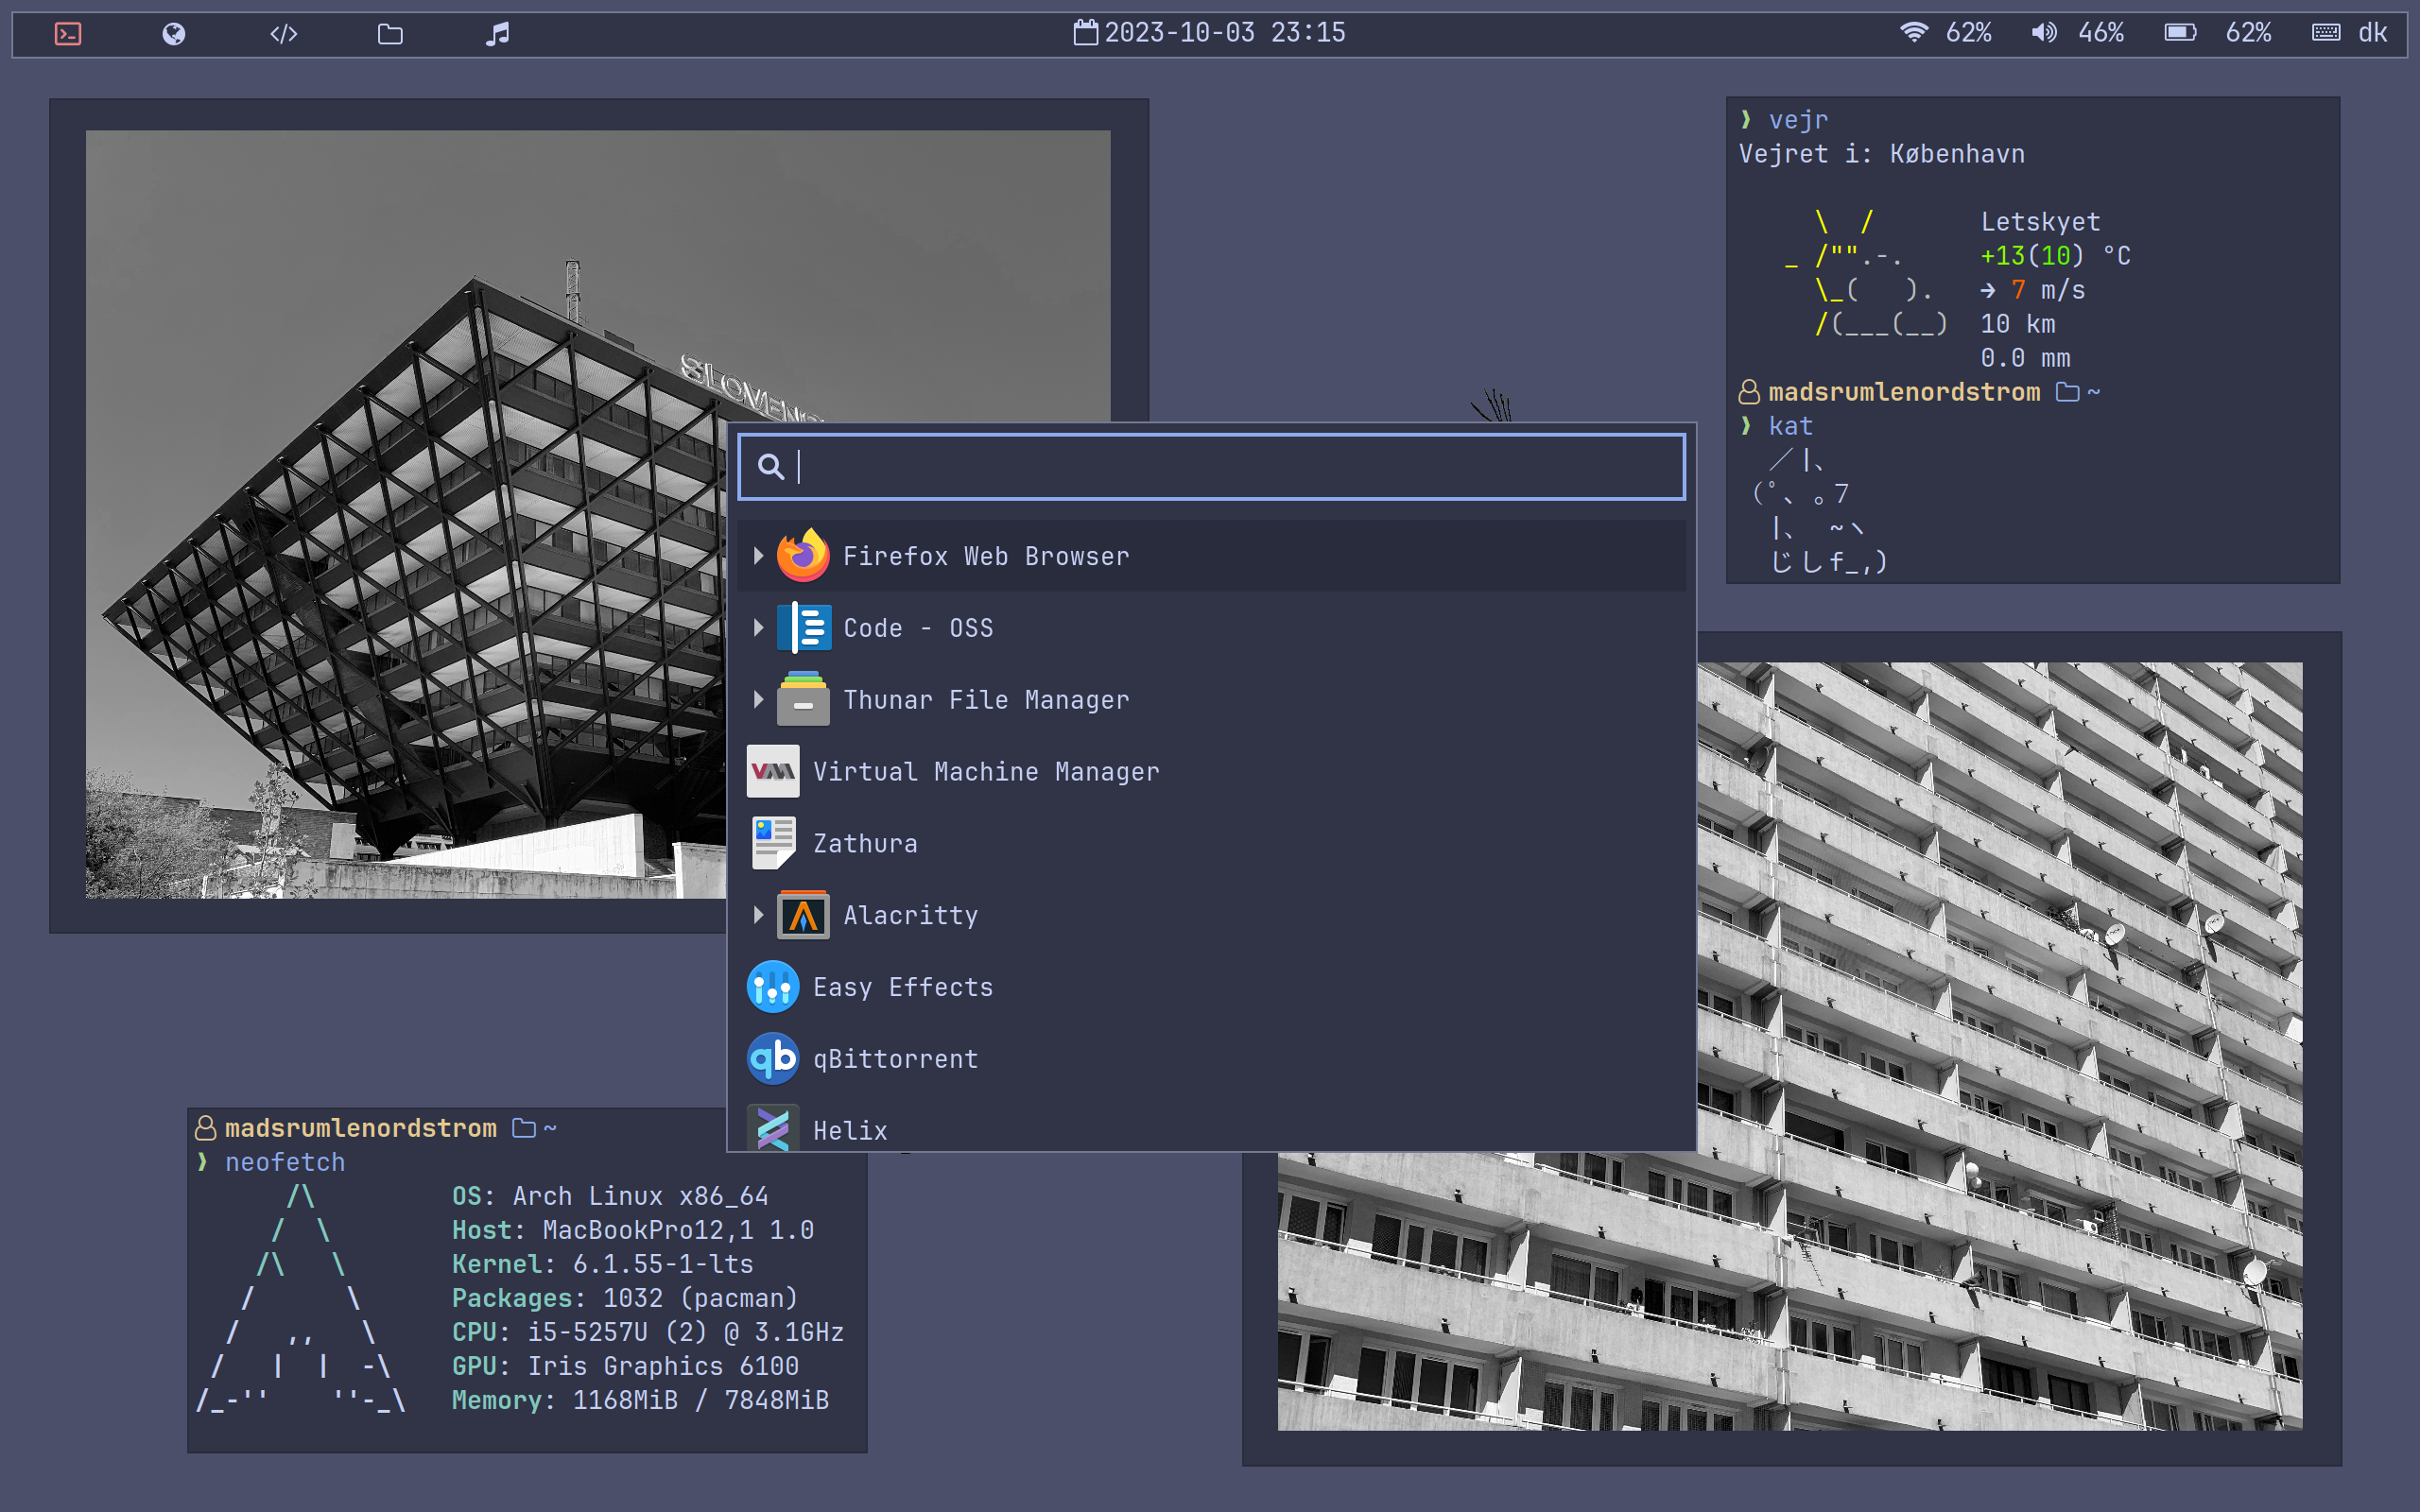 2023-10-03 23:15
62%
46%
62%
dk
❱ vejr
Vejret i: København
Letskyet
+13(10) °C
→ 7 m/s
10 km
0.0 mm
madsrumlenordstrom ~
❱ kat
／|、
(ﾟ､ 。7
|、 ~ヽ
じしf_,)
Firefox Web Browser
Code - OSS
Thunar File Manager
VMM
Virtual Machine Manager
Zathura
Alacritty
Easy Effects
qb
qBittorrent
Helix
madsrumlenordstrom ~
❱ neofetch
OS: Arch Linux x86_64
Host: MacBookPro12,1 1.0
Kernel: 6.1.55-1-lts
Packages: 1032 (pacman)
CPU: i5-5257U (2) @ 3.1GHz
GPU: Iris Graphics 6100
Memory: 1168MiB / 7848MiB